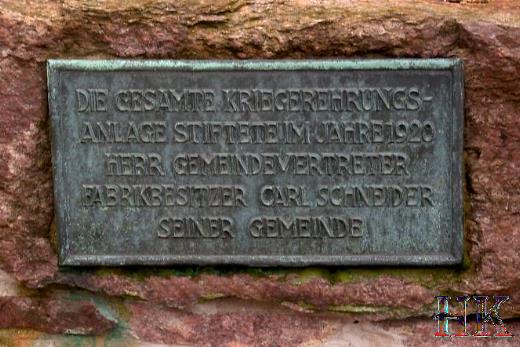 DIE GESAMTE KRIEGEREHRUNGS-
ANLAGE STIFTETE IM JAHRE 1920
HERR GEMEINDEVERTRETER
FABRIKBESITZER CARL SCHNEIDER
SEINER GEMEINDE
HK